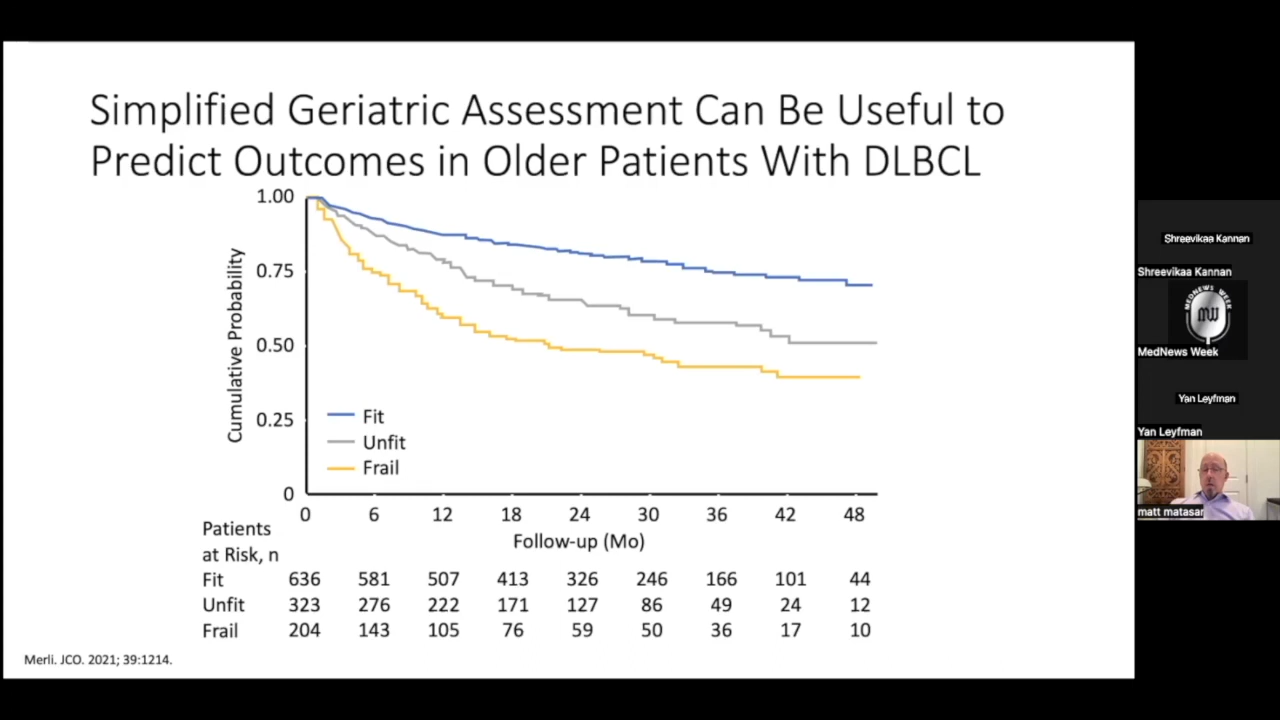 Simplified Geriatric Assessment Can Be Useful to
Predict Outcomes in Older Patients With DLBCL
1.00
0.75
0.50
0.25
0
Cumulative Probability
Fit
Unfit
Frail
0 6 12 18 24 30 36 42 48
Follow-up (Mo)
Patients
at Risk, n
Fit 636 581 507 413 326 246 166 101 44
Unfit 323 276 222 171 127 86 49 24 12
Frail 204 143 105 76 59 50 36 17 10
Merli. JCO. 2021; 39:1214.
Shreevikaa Kannan
Shreevikaa Kannan
MEDNEWS WEEK
MW
MedNews Week
Yan Leyfman
Yan Leyfman
matt matasar